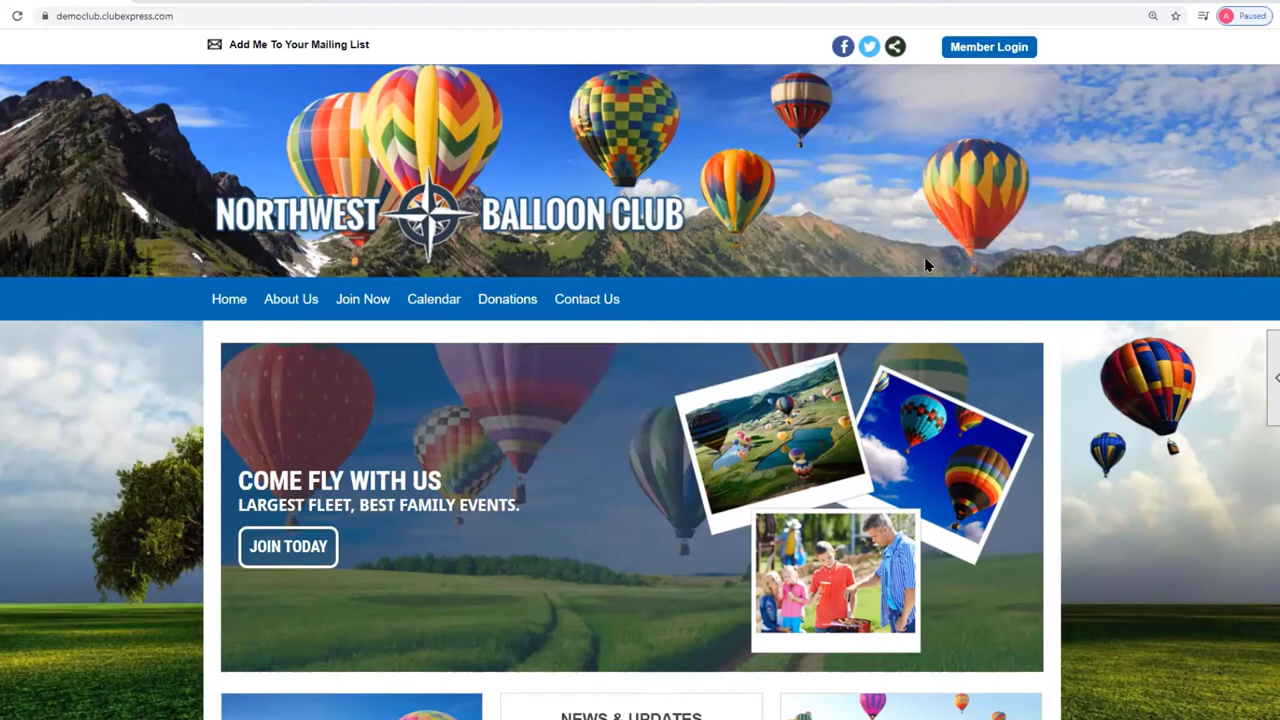 democlub.clubexpress.com
A Paused
Add Me To Your Mailing List
Member Login
NORTHWEST BALLOON CLUB
Home About Us Join Now Calendar Donations Contact Us
COME FLY WITH US
LARGEST FLEET, BEST FAMILY EVENTS.
JOIN TODAY
NEWS & UPDATES